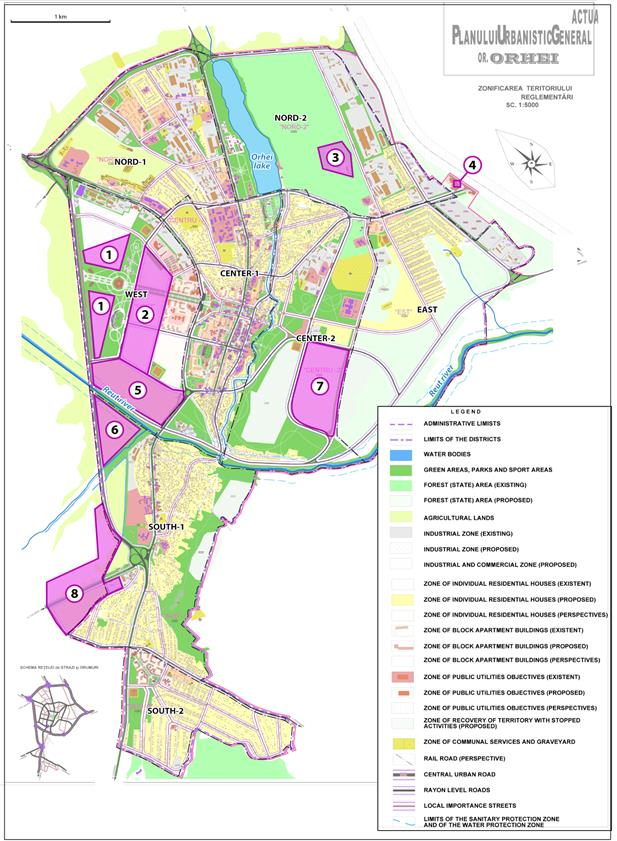 1 km
ACTUA
PLANULUI URBANISTIC GENERAL
OR. ORHEI
ZONIFICAREA TERITORIULUI
REGLEMENTĂRI
SC. 1:5000
N
W
E
S
NORD-2
"NORD-2"
Orhei
lake
3
4
NORD-1
CENTRU
1
WEST
1
2
CENTER-1
EAST
"EST"
CENTER-2
"CENTRU-2"
7
5
Reut river
6
Reut river
SOUTH-1
8
SOUTH-2
SCHEMA REȚELEI de STRAZI și DRUMURI
LEGEND
ADMINISTRATIVE LIMISTS
LIMITS OF THE DISTRICTS
WATER BODIES
GREEN AREAS, PARKS AND SPORT AREAS
FOREST (STATE) AREA (EXISTING)
FOREST (STATE) AREA (PROPOSED)
AGRICULTURAL LANDS
INDUSTRIAL ZONE (EXISTING)
INDUSTRIAL ZONE (PROPOSED)
INDUSTRIAL AND COMMERCIAL ZONE (PROPOSED)
ZONE OF INDIVIDUAL RESIDENTIAL HOUSES (EXISTENT)
ZONE OF INDIVIDUAL RESIDENTIAL HOUSES (PROPOSED)
ZONE OF INDIVIDUAL RESIDENTIAL HOUSES (PERSPECTIVES)
ZONE OF BLOCK APARTMENT BUILDINGS (EXISTENT)
ZONE OF BLOCK APARTMENT BUILDINGS (PROPOSED)
ZONE OF BLOCK APARTMENT BUILDINGS (PERSPECTIVES)
ZONE OF PUBLIC UTILITIES OBJECTIVES (EXISTENT)
ZONE OF PUBLIC UTILITIES OBJECTIVES (PROPOSED)
ZONE OF PUBLIC UTILITIES OBJECTIVES (PERSPECTIVES)
ZONE OF RECOVERY OF TERRITORY WITH STOPPED
ACTIVITIES (PROPOSED)
ZONE OF COMMUNAL SERVICES AND GRAVEYARD
RAIL ROAD (PERSPECTIVE)
CENTRAL URBAN ROAD
RAYON LEVEL ROADS
LOCAL IMPORTANCE STREETS
LIMITS OF THE SANITARY PROTECTION ZONE
AND OF THE WATER PROTECTION ZONE